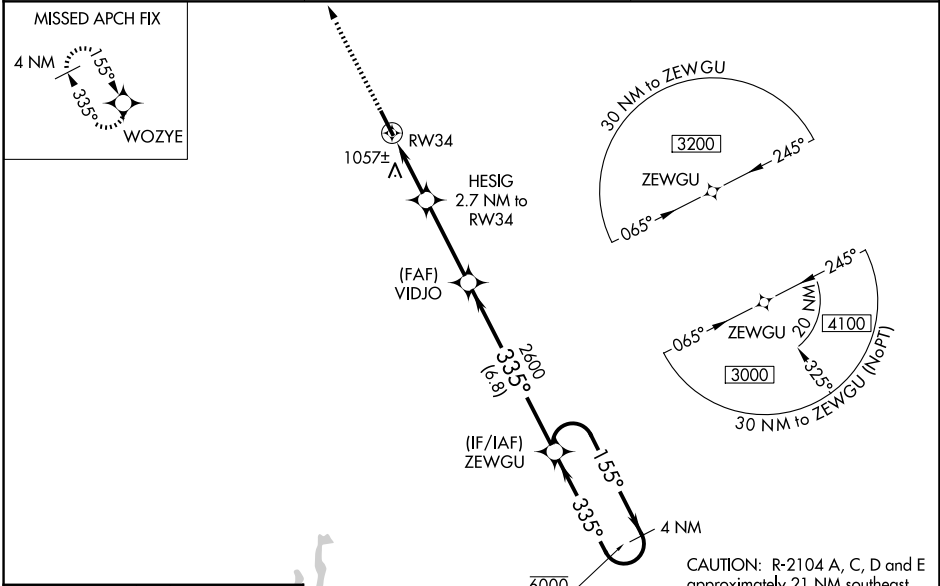 MISSED APCH FIX
4 NM
155°
335°
WOZYE
RW34
1057±
HESIG
2.7 NM to
RW34
(FAF)
VIDJO
2600
335°
(6.8)
(IF/IAF)
ZEWGU
155°
335°
4 NM
6000
30 NM to ZEWGU
3200
245°
ZEWGU
065°
245°
20 NM
065°
ZEWGU
4100
3000
325°
30 NM to ZEWGU (NoPT)
CAUTION: R-2104 A, C, D and E
approximately 21 NM southeast